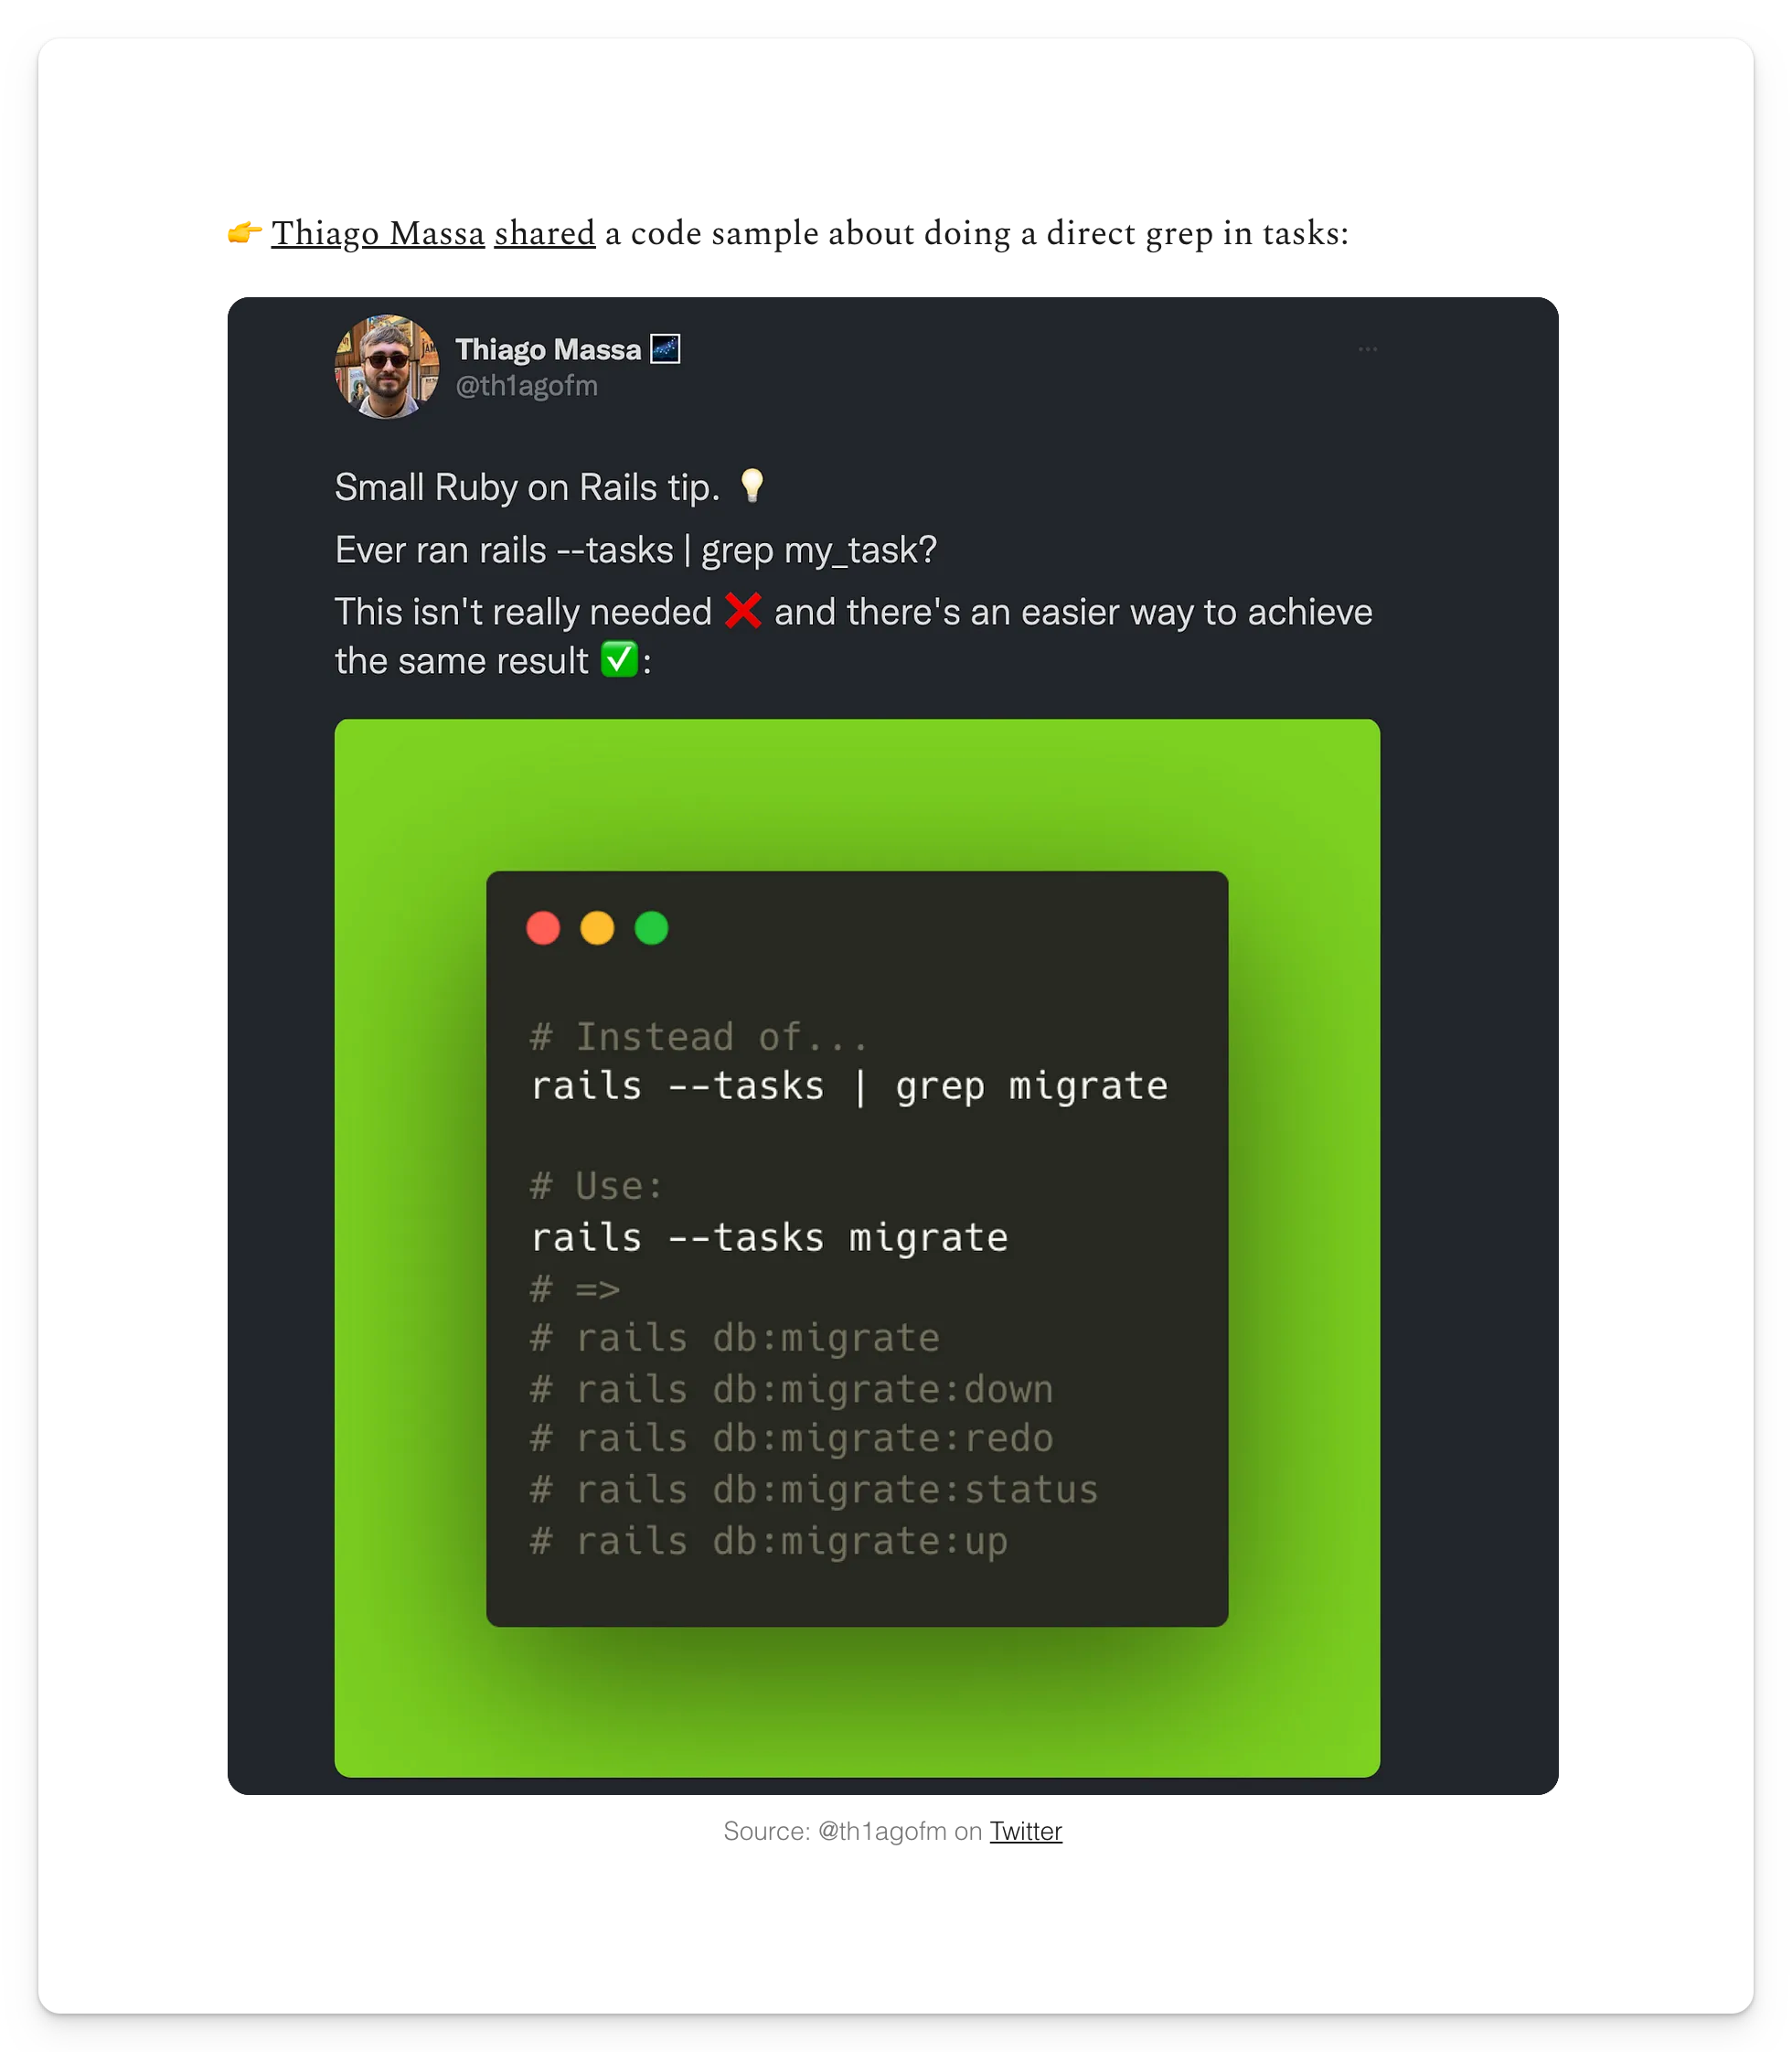 👉 Thiago Massa shared a code sample about doing a direct grep in tasks:
Thiago Massa 🌌
@th1agofm
Small Ruby on Rails tip. 💡
Ever ran rails --tasks | grep my_task?
This isn't really needed ❌ and there's an easier way to achieve
the same result ✅:
# Instead of...
rails --tasks | grep migrate
# Use:
rails --tasks migrate
# =>
# rails db:migrate
# rails db:migrate:down
# rails db:migrate:redo
# rails db:migrate:status
# rails db:migrate:up
Source: @th1agofm on Twitter